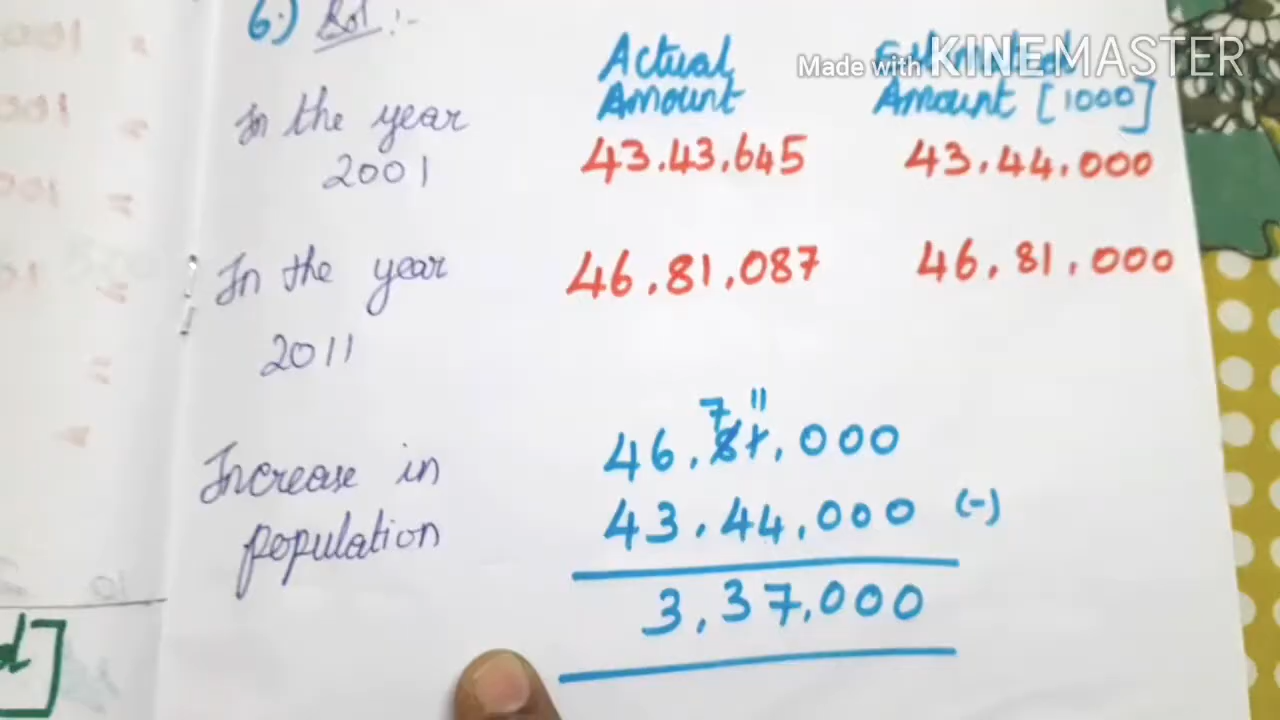 6.) Sol :-
Actual
Amount
Amount [1000]
Made with KINEMASTER
In the year
2001
43.43.645
43.44.000
In the year
2011
46.81.087
46.81.000
7 11
46.81,000
Increase in
population
43.44.000 (-)
3,37,000